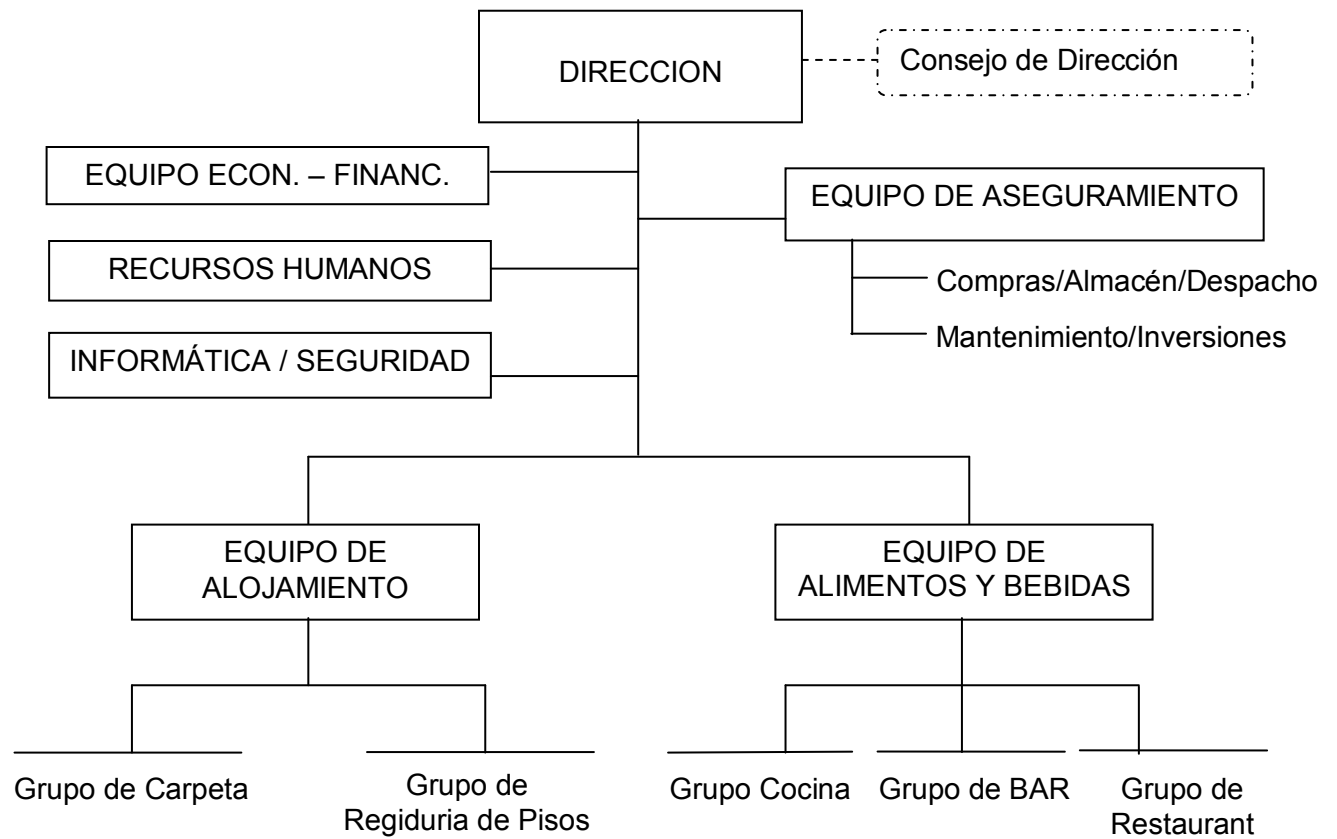 DIRECCION
Consejo de Dirección
EQUIPO ECON. – FINANC.
EQUIPO DE ASEGURAMIENTO
RECURSOS HUMANOS
Compras/Almacén/Despacho
Mantenimiento/Inversiones
INFORMÁTICA / SEGURIDAD
EQUIPO DE
ALOJAMIENTO
EQUIPO DE
ALIMENTOS Y BEBIDAS
Grupo de Carpeta
Grupo de
Regiduria de Pisos
Grupo Cocina
Grupo de BAR
Grupo de
Restaurant